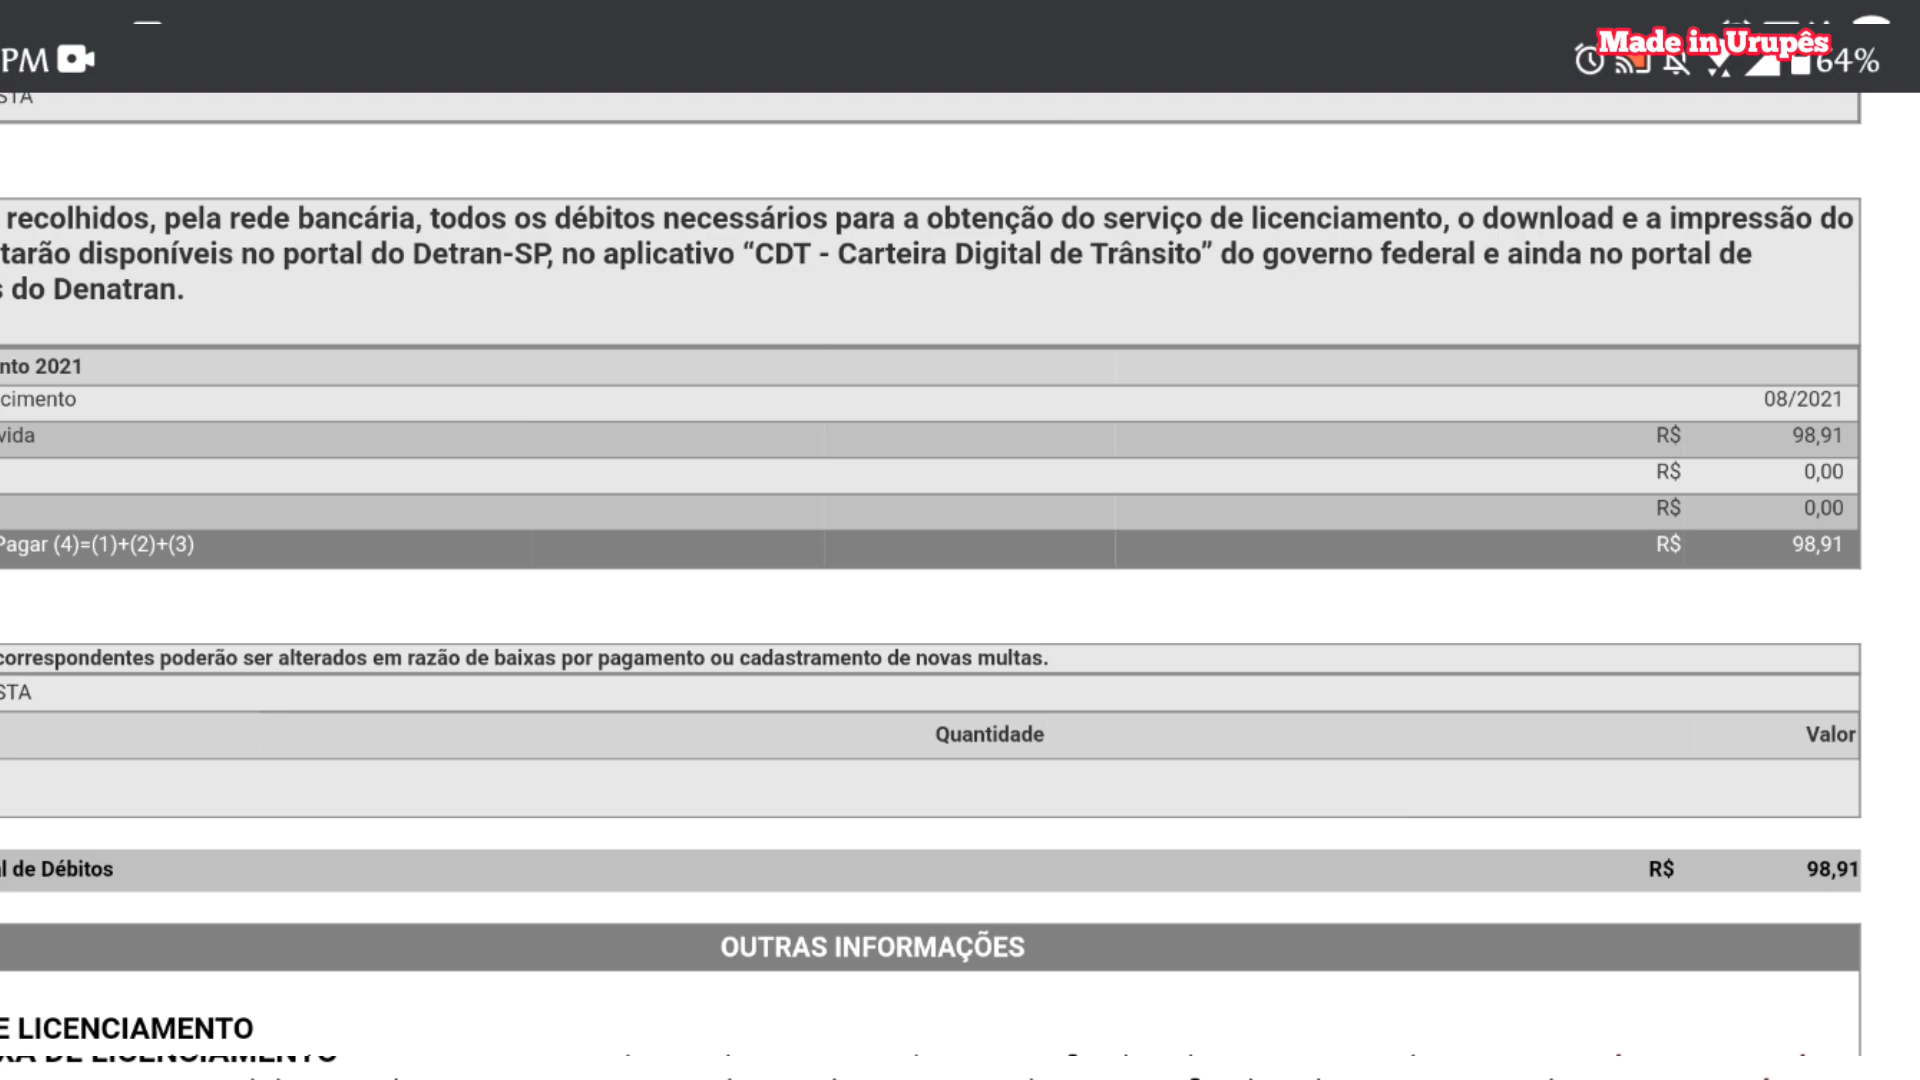 PM
Made in Urupês
64%
STA
recolhidos, pela rede bancária, todos os débitos necessários para a obtenção do serviço de licenciamento, o download e a impressão do
tarão disponíveis no portal do Detran-SP, no aplicativo “CDT - Carteira Digital de Trânsito” do governo federal e ainda no portal de
s do Denatran.
nto 2021
cimento 08/2021
vida R$ 98,91
R$ 0,00
R$ 0,00
Pagar (4)=(1)+(2)+(3) R$ 98,91
correspondentes poderão ser alterados em razão de baixas por pagamento ou cadastramento de novas multas.
STA
Quantidade Valor
l de Débitos R$ 98,91
OUTRAS INFORMAÇÕES
E LICENCIAMENTO
XA DE LICENCIAMENTO